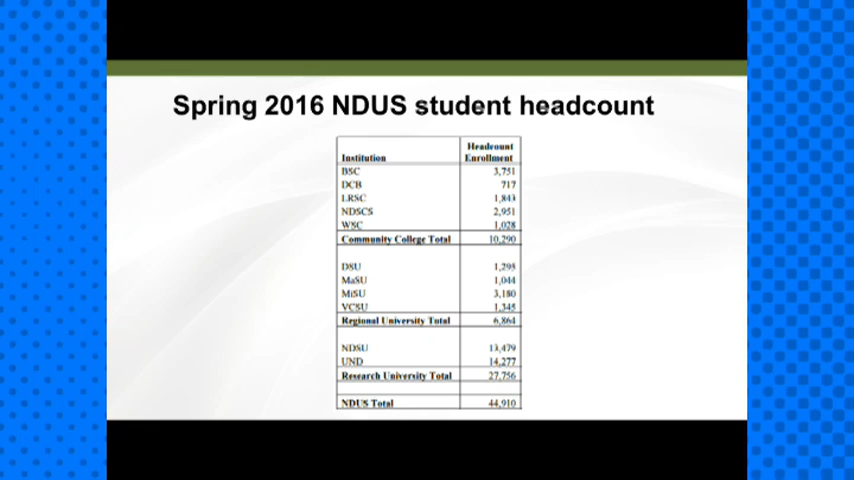 Spring 2016 NDUS student headcount
Institution Headcount Enrollment
BSC 3,751
DCB 717
LRSC 1,843
NDSCS 2,951
WSC 1,028
Community College Total 10,290
DSU 1,295
MaSU 1,044
MiSU 3,180
VCSU 1,345
Regional University Total 6,864
NDSU 13,479
UND 14,277
Research University Total 27,756
NDUS Total 44,910